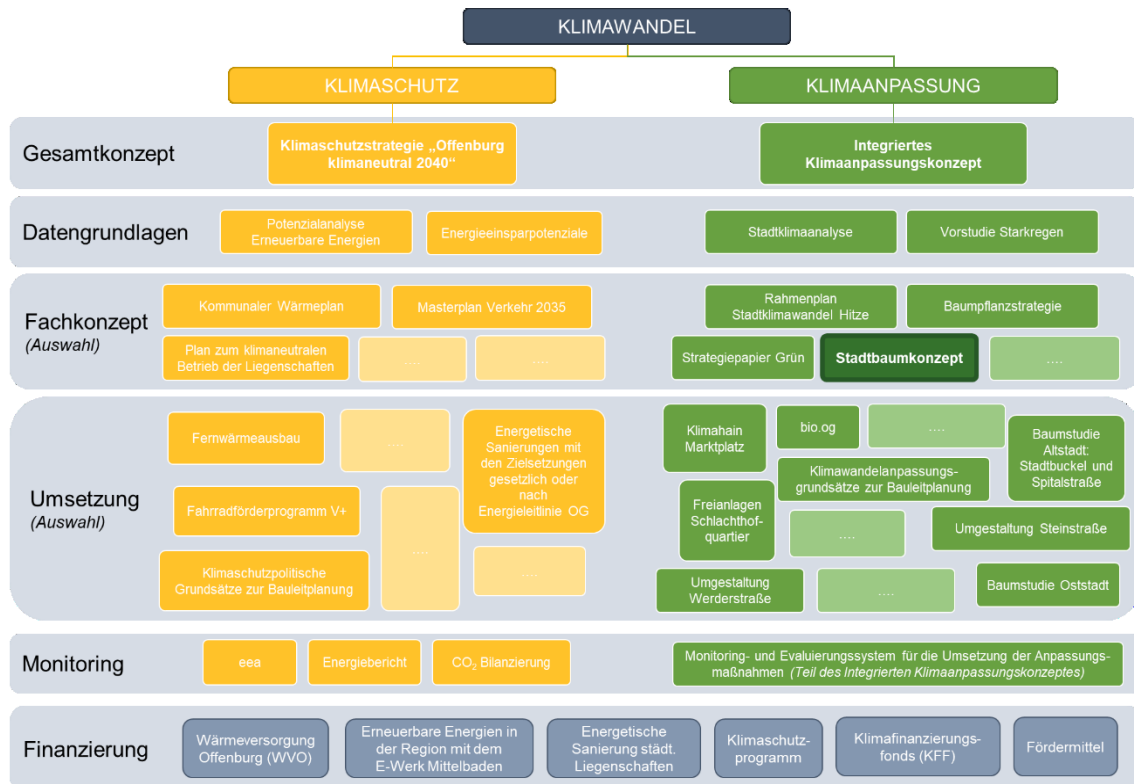 KLIMAWANDEL
KLIMASCHUTZ
KLIMAANPASSUNG
Gesamtkonzept
Klimaschutzstrategie „Offenburg
klimaneutral 2040“
Integriertes
Klimaanpassungskonzept
Datengrundlagen
Potenzialanalyse
Erneuerbare Energien
Energieeinsparpotenziale
Stadtklimaanalyse
Vorstudie Starkregen
Fachkonzept
(Auswahl)
Kommunaler Wärmeplan
Masterplan Verkehr 2035
Plan zum klimaneutralen
Betrieb der Liegenschaften
....
....
Rahmenplan
Stadtklimawandel Hitze
Baumpflanzstrategie
Strategiepapier Grün
Stadtbaumkonzept
....
Umsetzung
(Auswahl)
Fernwärmeausbau
....
Energetische
Sanierungen mit
den Zielsetzungen
gesetzlich oder
nach
Energieleitlinie OG
Fahrradförderprogramm V+
....
....
Klimaschutzpolitische
Grundsätze zur Bauleitplanung
Klimahain
Marktplatz
bio.og
....
Baumstudie
Altstadt:
Stadtbuckel und
Spitalstraße
Klimawandelanpassungs-
grundsätze zur Bauleitplanung
Freianlagen
Schlachthof-
quartier
....
Umgestaltung Steinstraße
Umgestaltung
Werderstraße
....
Baumstudie Oststadt
Monitoring
eea
Energiebericht
CO₂ Bilanzierung
Monitoring- und Evaluierungssystem für die Umsetzung der Anpassungs-
maßnahmen (Teil des Integrierten Klimaanpassungskonzeptes)
Finanzierung
Wärmeversorgung
Offenburg (WVO)
Erneuerbare Energien in
der Region mit dem
E-Werk Mittelbaden
Energetische
Sanierung städt.
Liegenschaften
Klimaschutz-
programm
Klimafinanzierungs-
fonds (KFF)
Fördermittel